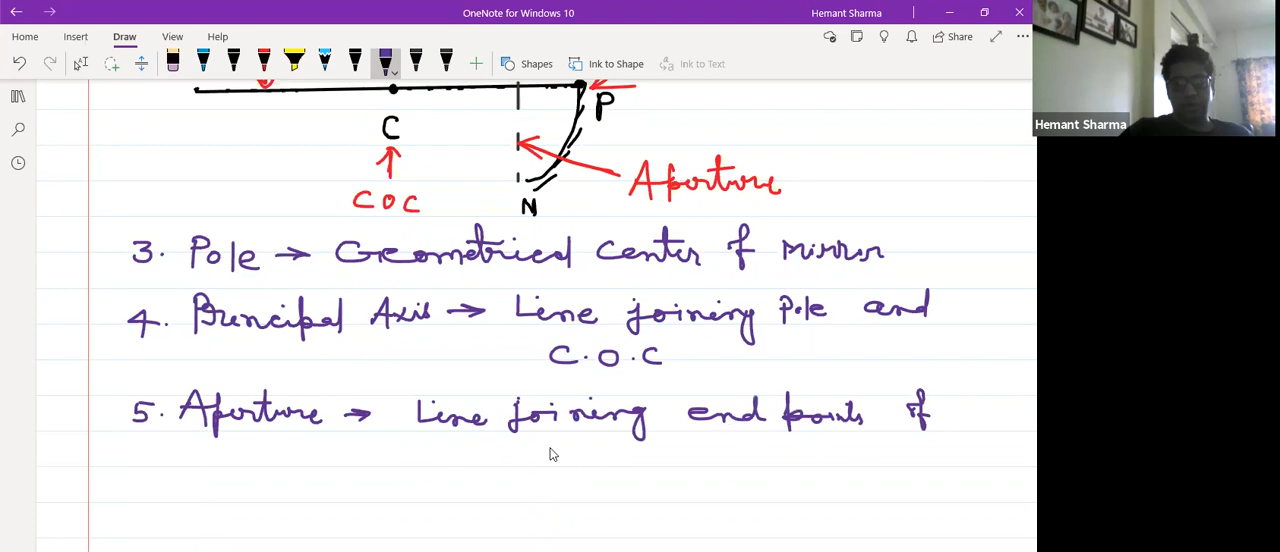 OneNote for Windows 10
Hemant Sharma
Home Insert Draw View Help
Share
Shapes Ink to Shape Ink to Text
P
C
C O C
Aperture
N
3. Pole → Geometrical Center of mirror
4. Principal Axis → Line joining Pole and
C.O.C
5. Aperture → Line joining end points of
Hemant Sharma